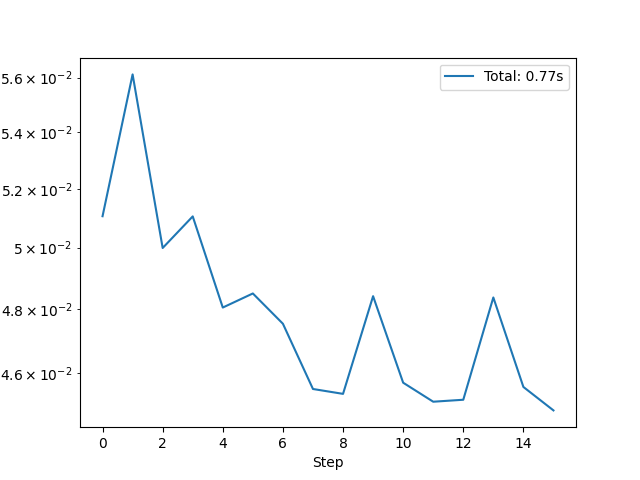 Total: 0.77s
5.6 × 10⁻²
5.4 × 10⁻²
5.2 × 10⁻²
5 × 10⁻²
4.8 × 10⁻²
4.6 × 10⁻²
0 2 4 6 8 10 12 14
Step